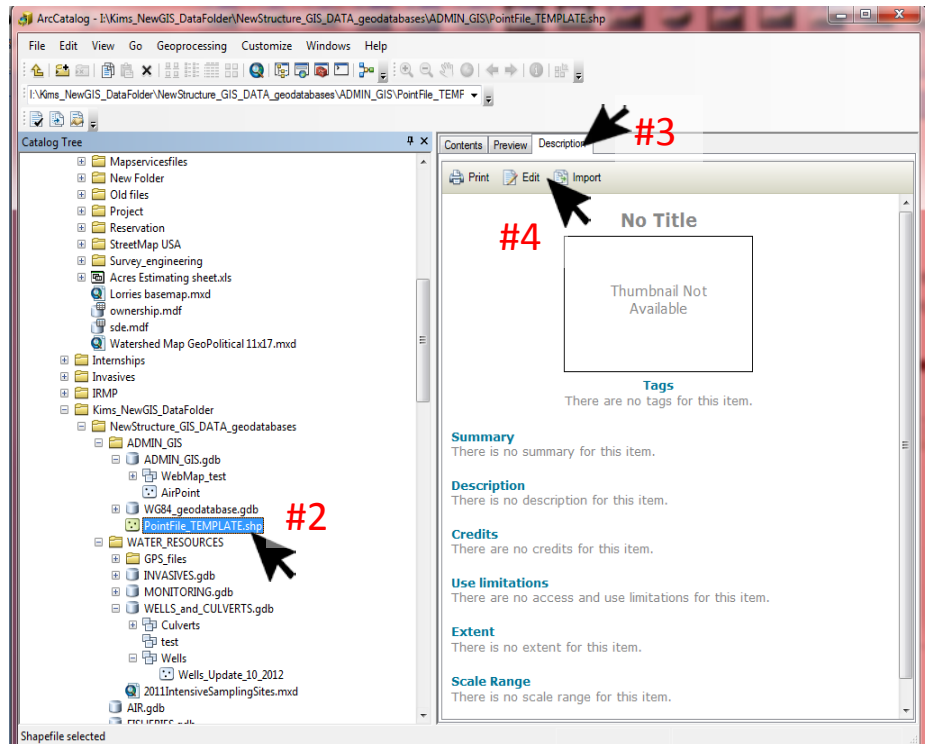 ArcCatalog - I:\Kims_NewGIS_DataFolder\NewStructure_GIS_DATA_geodatabases\ADMIN_GIS\PointFile_TEMPLATE.shp
File Edit View Go Geoprocessing Customize Windows Help
I:\Kims_NewGIS_DataFolder\NewStructure_GIS_DATA_geodatabases\ADMIN_GIS\PointFile_TEMF
Catalog Tree
Mapservicesfiles
New Folder
Old files
Project
Reservation
StreetMap USA
Survey_engineering
Acres Estimating sheet.xls
Lorries basemap.mxd
ownership.mdf
sde.mdf
Watershed Map GeoPolitical 11x17.mxd
Internships
Invasives
IRMP
Kims_NewGIS_DataFolder
NewStructure_GIS_DATA_geodatabases
ADMIN_GIS
ADMIN_GIS.gdb
WebMap_test
AirPoint
WG84_geodatabase.gdb
PointFile_TEMPLATE.shp
#2
WATER_RESOURCES
GPS_files
INVASIVES.gdb
MONITORING.gdb
WELLS_and_CULVERTS.gdb
Culverts
test
Wells
Wells_Update_10_2012
2011IntensiveSamplingSites.mxd
AIR.gdb
FISHERIES.gdb
Contents Preview Description
#3
Print Edit Import
#4
No Title
Thumbnail Not
Available
Tags
There are no tags for this item.
Summary
There is no summary for this item.
Description
There is no description for this item.
Credits
There are no credits for this item.
Use limitations
There are no access and use limitations for this item.
Extent
There is no extent for this item.
Scale Range
There is no scale range for this item.
Shapefile selected